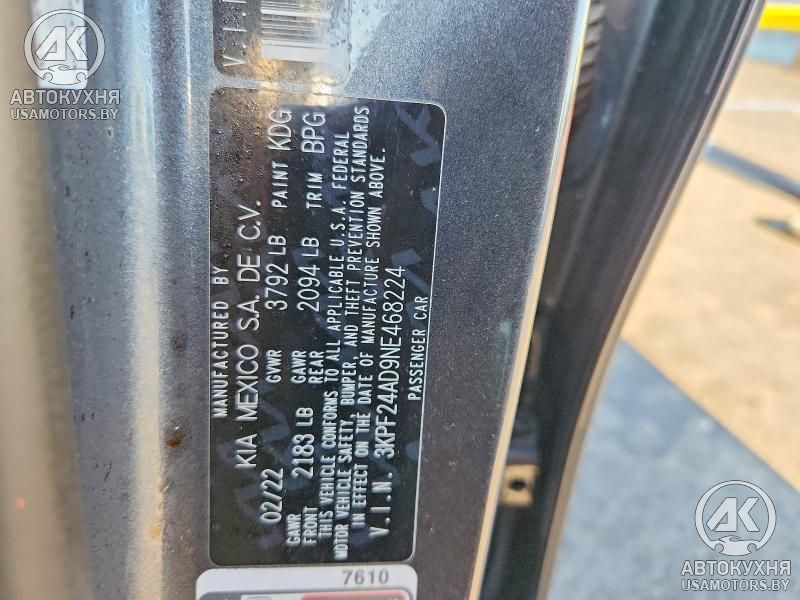 АК
АВТОКУХНЯ
USAMOTORS.BY
MANUFACTURED BY
KIA MEXICO S.A. DE C.V.
02/22 GVWR 3792 LB PAINT KDG
GAWR FRONT 2183 LB GAWR REAR 2094 LB TRIM BPG
THIS VEHICLE CONFORMS TO ALL APPLICABLE U.S.A. FEDERAL
MOTOR VEHICLE SAFETY, BUMPER, AND THEFT PREVENTION STANDARDS
IN EFFECT ON THE DATE OF MANUFACTURE SHOWN ABOVE.
V.I.N. 3KPF24AD9NE468224
PASSENGER CAR
7610
АК
АВТОКУХНЯ
USAMOTORS.BY